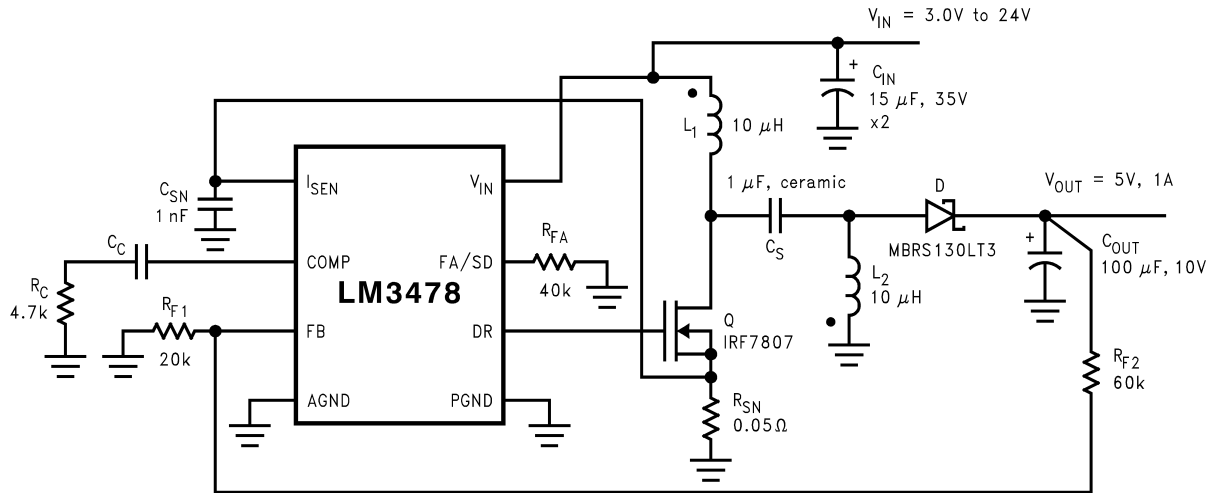 V_IN = 3.0V to 24V
+
C_IN
15 µF, 35V
x2
L_1
10 µH
I_SEN
V_IN
C_SN
1 nF
1 µF, ceramic
D
V_OUT = 5V, 1A
C_C
COMP
FA/SD
R_FA
40k
C_S
MBRS130LT3
+
C_OUT
100 µF, 10V
R_C
4.7k
LM3478
L_2
10 µH
R_F1
20k
FB
DR
Q
IRF7807
R_F2
60k
AGND
PGND
R_SN
0.05Ω